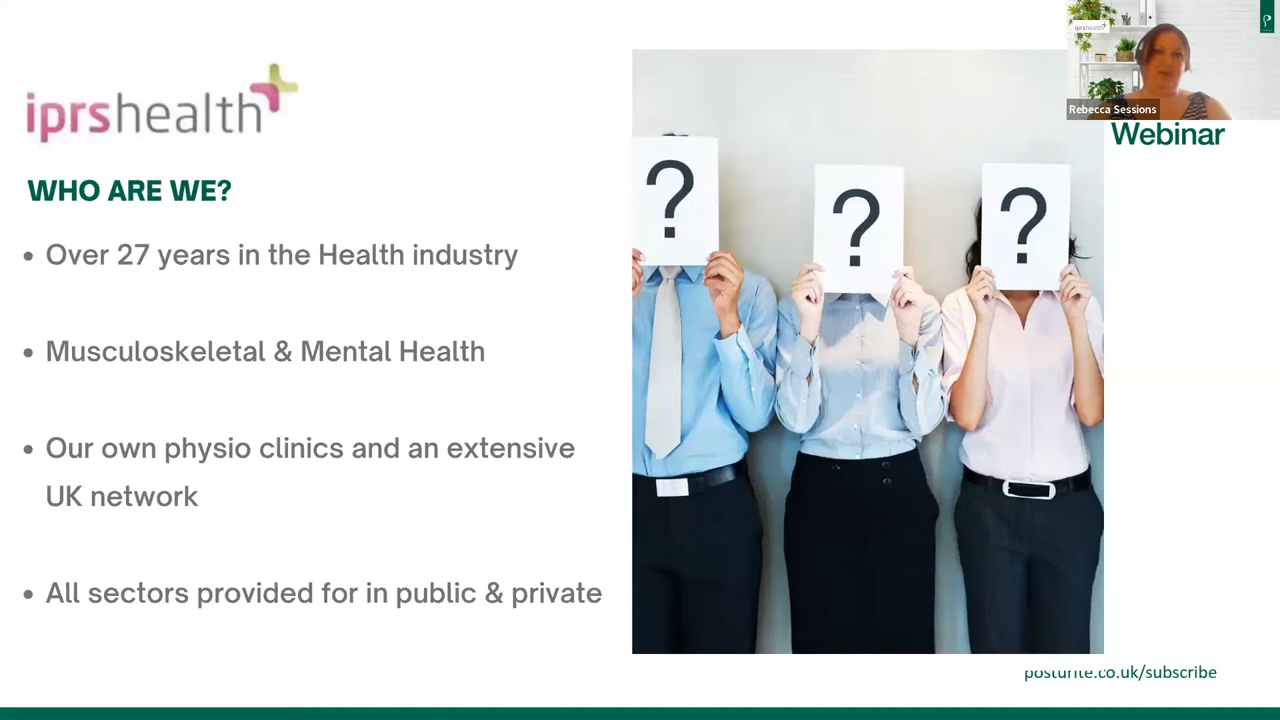 iprshealth
Rebecca Sessions
Webinar
iprshealth
WHO ARE WE?
• Over 27 years in the Health industry
• Musculoskeletal & Mental Health
• Our own physio clinics and an extensive
UK network
• All sectors provided for in public & private
?
?
?
posturite.co.uk/subscribe